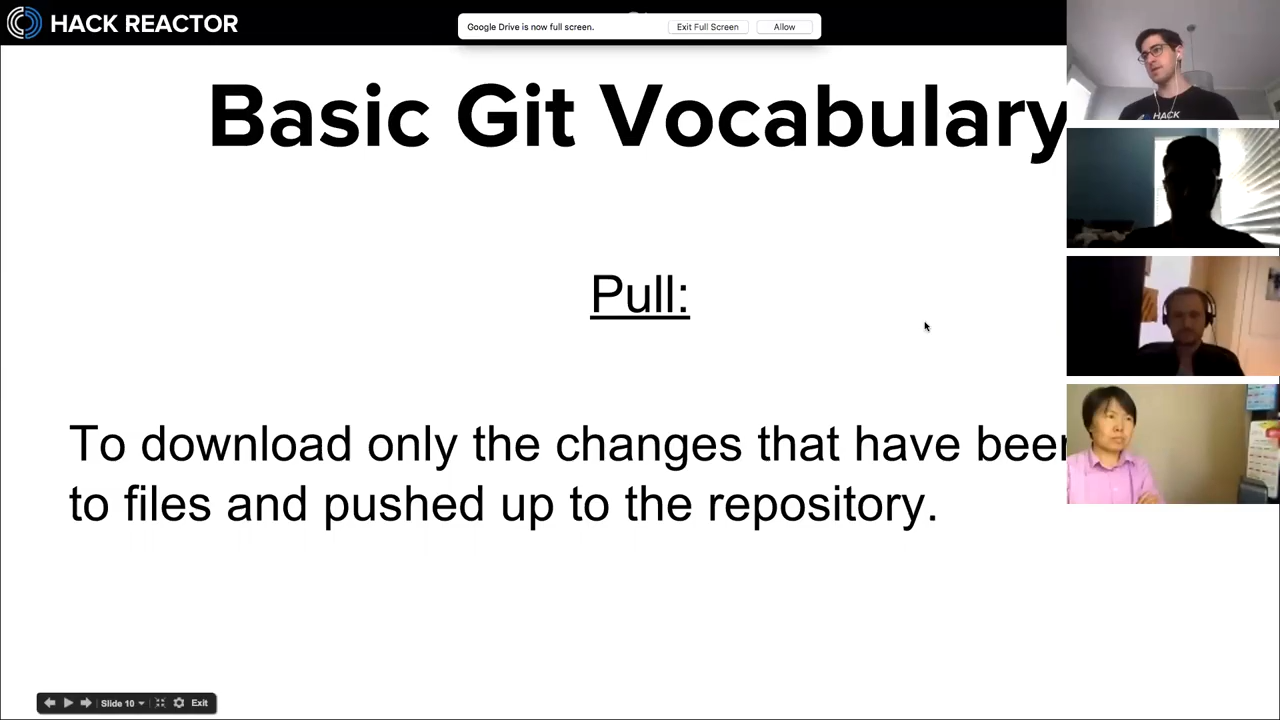 HACK REACTOR
Google Drive is now full screen.
Exit Full Screen
Allow
HACK
Basic Git Vocabulary
Pull:
To download only the changes that have been
to files and pushed up to the repository.
Slide 10
Exit